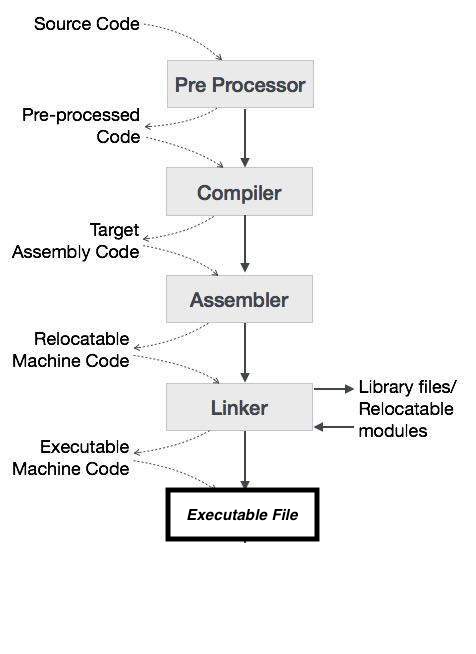 Source Code
Pre Processor
Pre-processed
Code
Compiler
Target
Assembly Code
Assembler
Relocatable
Machine Code
Library files/
Relocatable
modules
Linker
Executable
Machine Code
Executable File